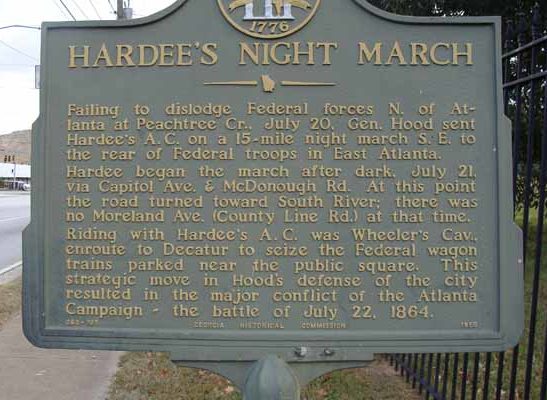 1776
HARDEE'S NIGHT MARCH
Failing to dislodge Federal forces N. of At-
lanta at Peachtree Cr., July 20, Gen. Hood sent
Hardee's A.C. on a 15-mile night march S.E. to
the rear of Federal troops in East Atlanta.
Hardee began the march after dark, July 21,
via Capitol Ave. & McDonough Rd. At this point
the road turned toward South River; there was
no Moreland Ave. (County Line Rd.) at that time.
Riding with Hardee's A.C. was Wheeler's Cav.,
enroute to Decatur to seize the Federal wagon
trains parked near the public square. This
strategic move in Hood's defense of the city
resulted in the major conflict of the Atlanta
Campaign - the battle of July 22, 1864.
GEORGIA HISTORICAL COMMISSION